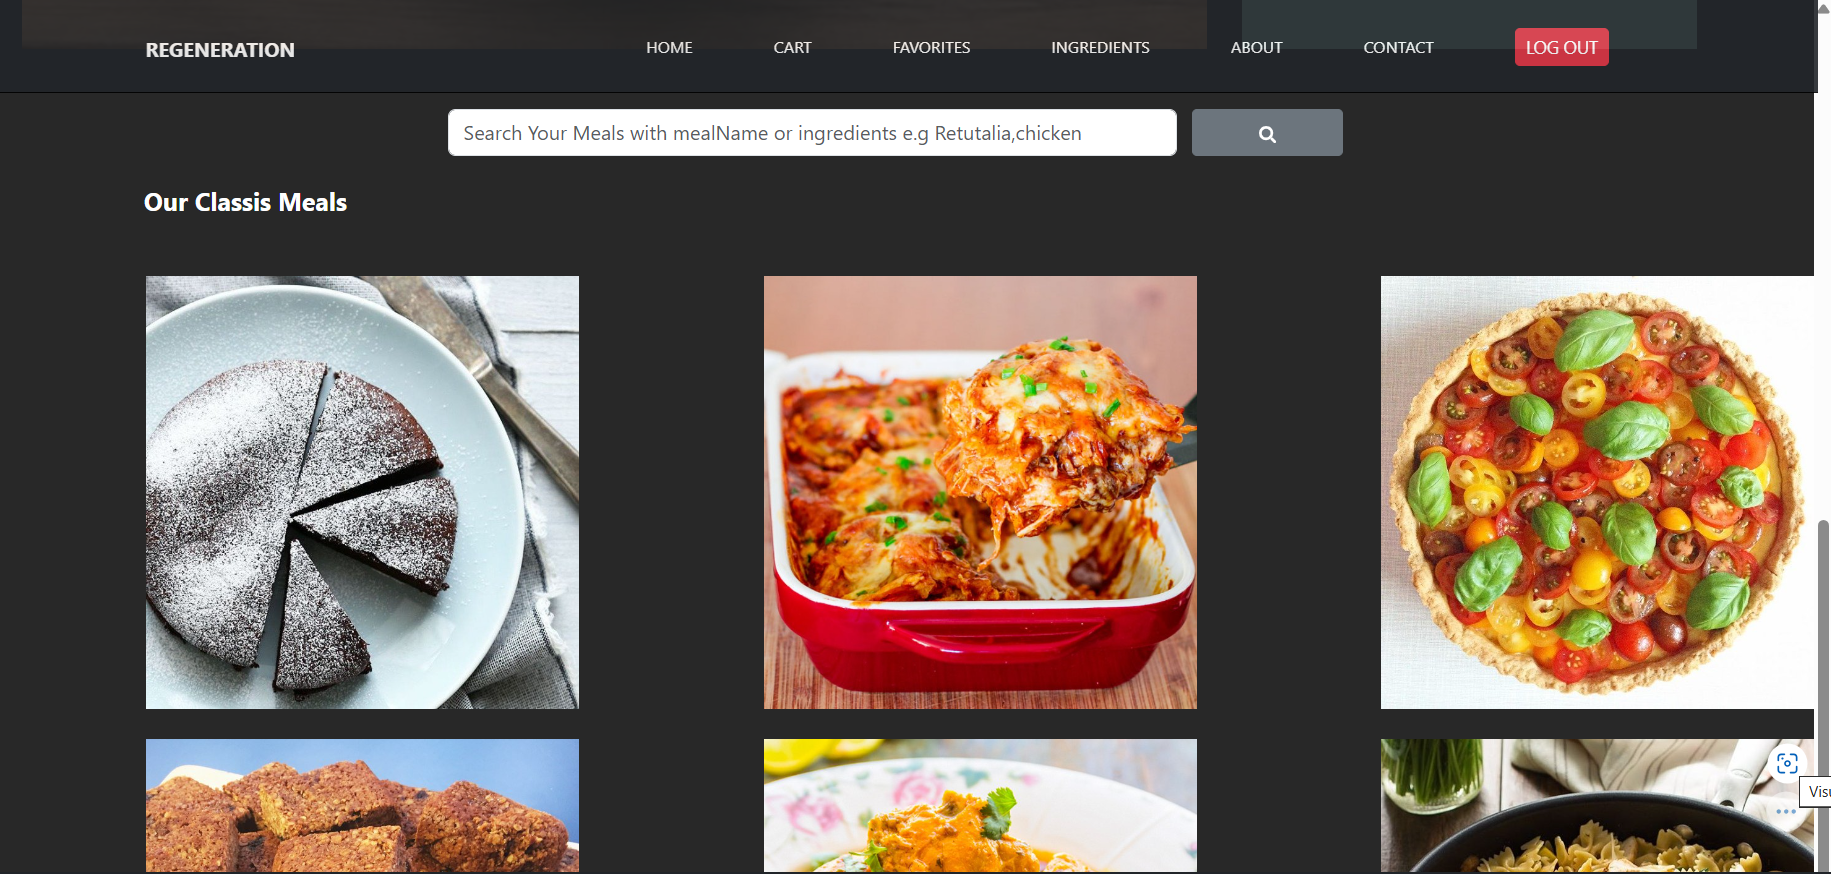 REGENERATION
HOME
CART
FAVORITES
INGREDIENTS
ABOUT
CONTACT
LOG OUT
Search Your Meals with mealName or ingredients e.g Retutalia,chicken
Our Classis Meals